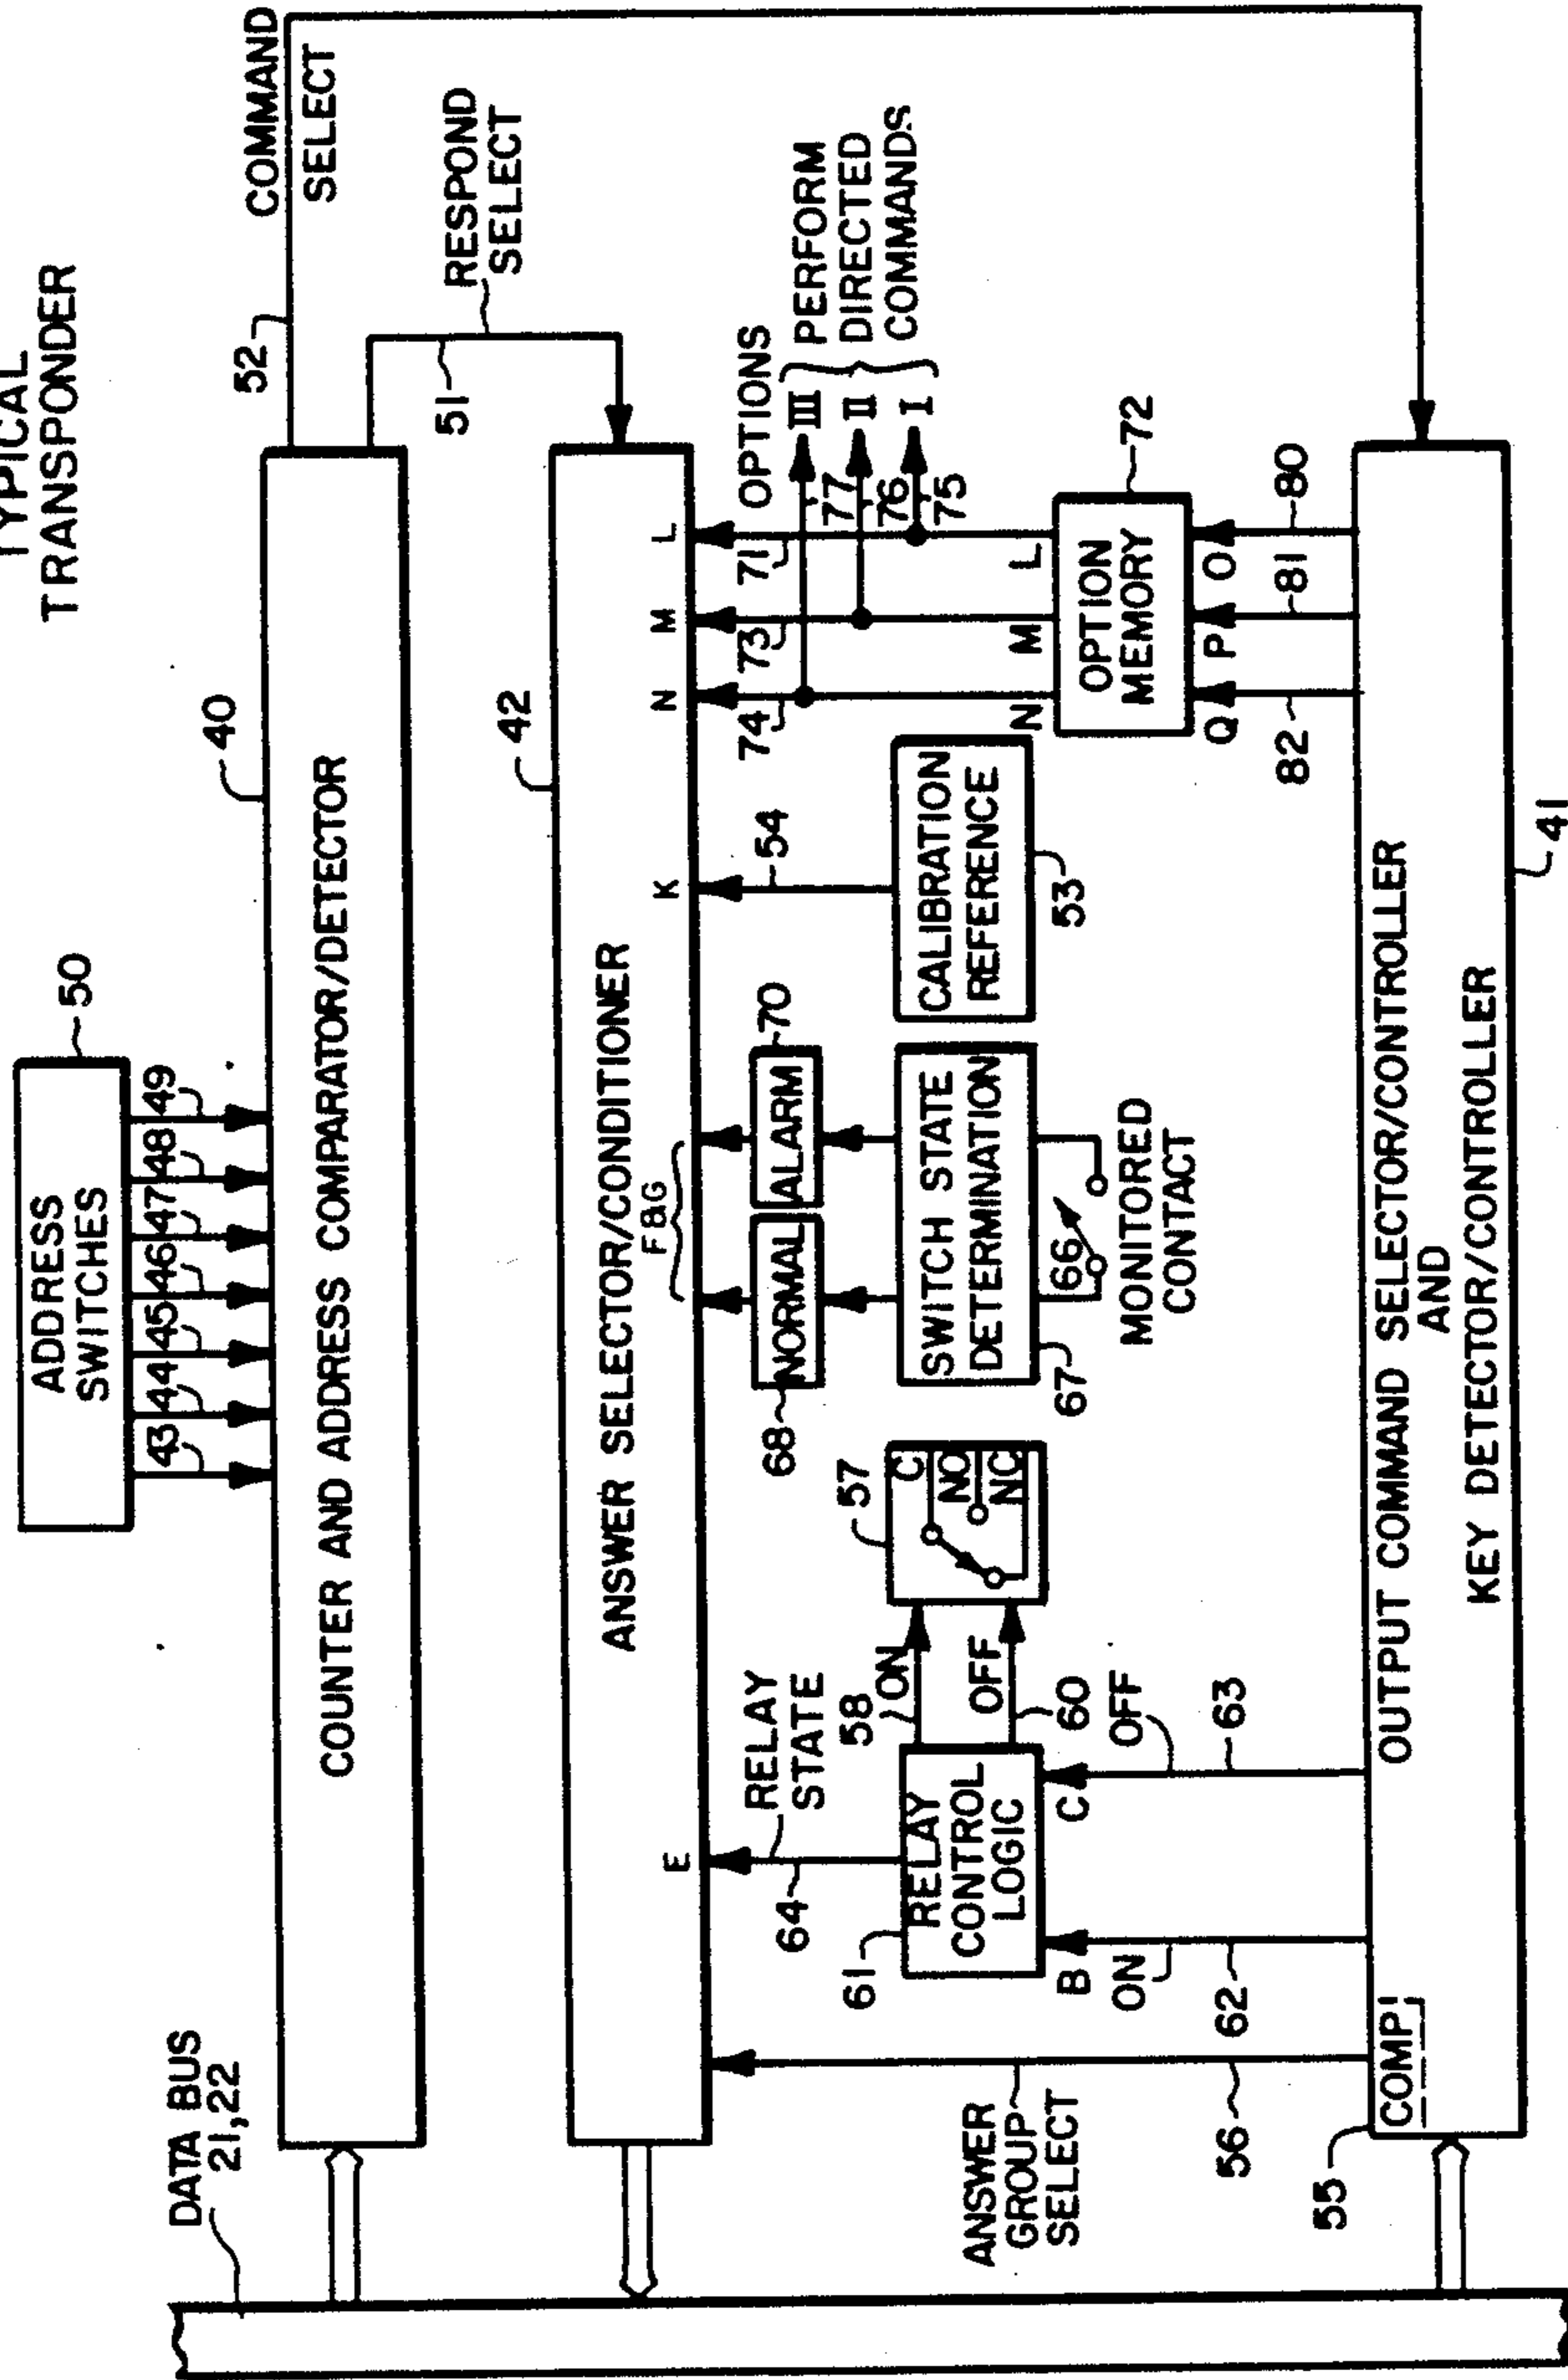 TYPICAL
TRANSPONDER
DATA BUS
21,22
ADDRESS
SWITCHES
50
43
44
45
46
47
48
49
40
COUNTER AND ADDRESS COMPARATOR/DETECTOR
52
COMMAND
SELECT
51
RESPOND
SELECT
42
ANSWER SELECTOR/CONDITIONER
E
F&G
K
N
M
L
ANSWER
GROUP
SELECT
56
64
RELAY
STATE
61
RELAY
CONTROL
LOGIC
58
ON
OFF
60
57
C
NO
NC
B
ON
62
C
OFF
63
68
NORMAL
ALARM
70
SWITCH STATE
DETERMINATION
67
66
MONITORED
CONTACT
54
CALIBRATION
REFERENCE
53
74
73
71
OPTIONS
77
76
75
III
II
I
PERFORM
DIRECTED
COMMANDS
N
M
L
OPTION
MEMORY
72
Q
P
O
82
81
80
55
COMP
OUTPUT COMMAND SELECTOR/CONTROLLER
AND
KEY DETECTOR/CONTROLLER
41